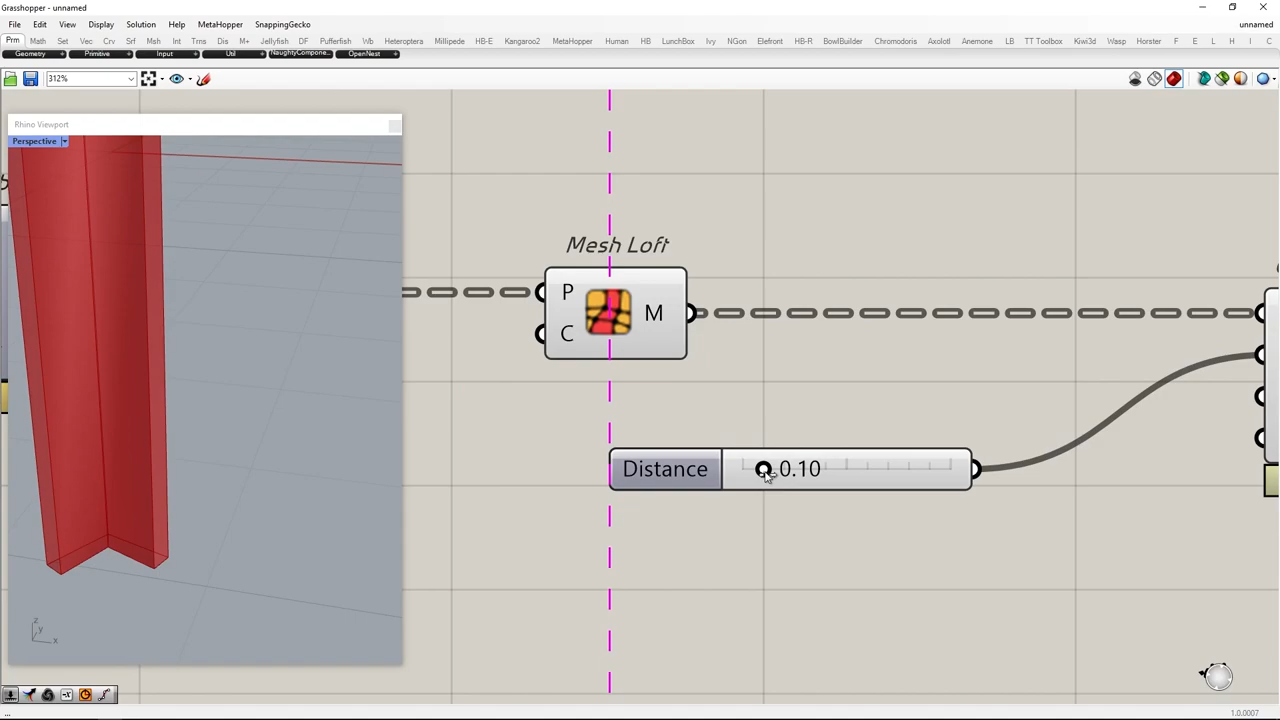 Grasshopper - unnamed
File Edit View Display Solution Help MetaHopper SnappingGecko unnamed
Prm Math Set Vec Crv Srf Msh Int Trns Dis M+ Jellyfish DF Pufferfish Wb Heteroptera Millipede HB-E Kangaroo2 MetaHopper Human HB LunchBox Ivy NGon Elefront HB-R SwiBuilder Chromodoris Axolotl Anemone LB TT Toolbox Kiwi3d Wasp Horster F E L H I C
Geometry Primitive Input Util NaughtyCompone... OpenNest
312%
Rhino Viewport
Perspective
Mesh Loft
P
M
C
Distance 0.10
z
y
x
...
1.0.0007